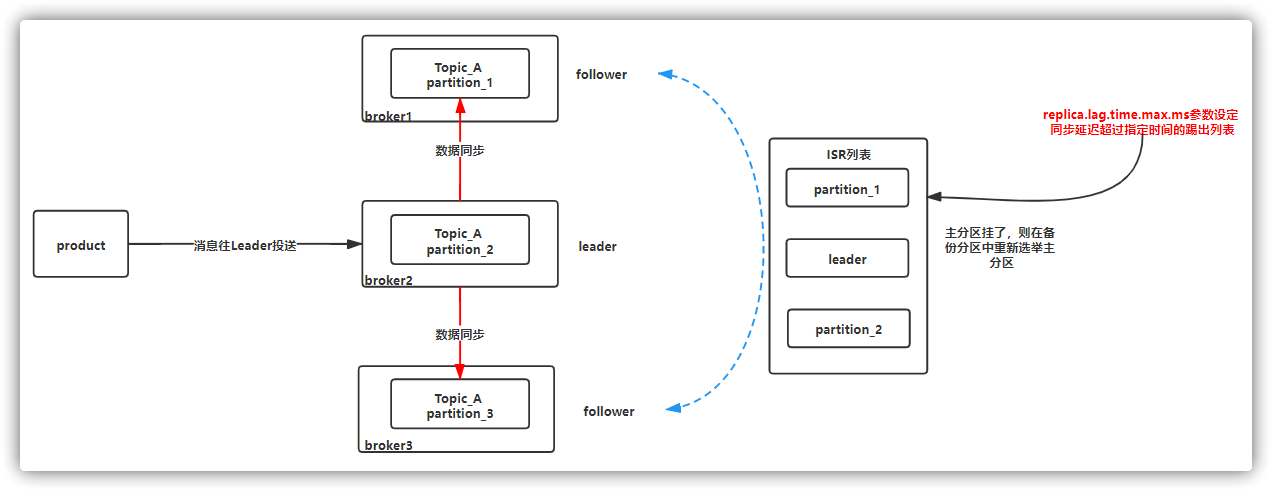 Topic_A
partition_1
broker1
follower
数据同步
product
消息往Leader投送
Topic_A
partition_2
broker2
leader
数据同步
Topic_A
partition_3
broker3
follower
ISR列表
partition_1
leader
partition_2
replica.lag.time.max.ms参数设定
同步延迟超过指定时间的踢出列表
主分区挂了，则在备
份分区中重新选举主
分区